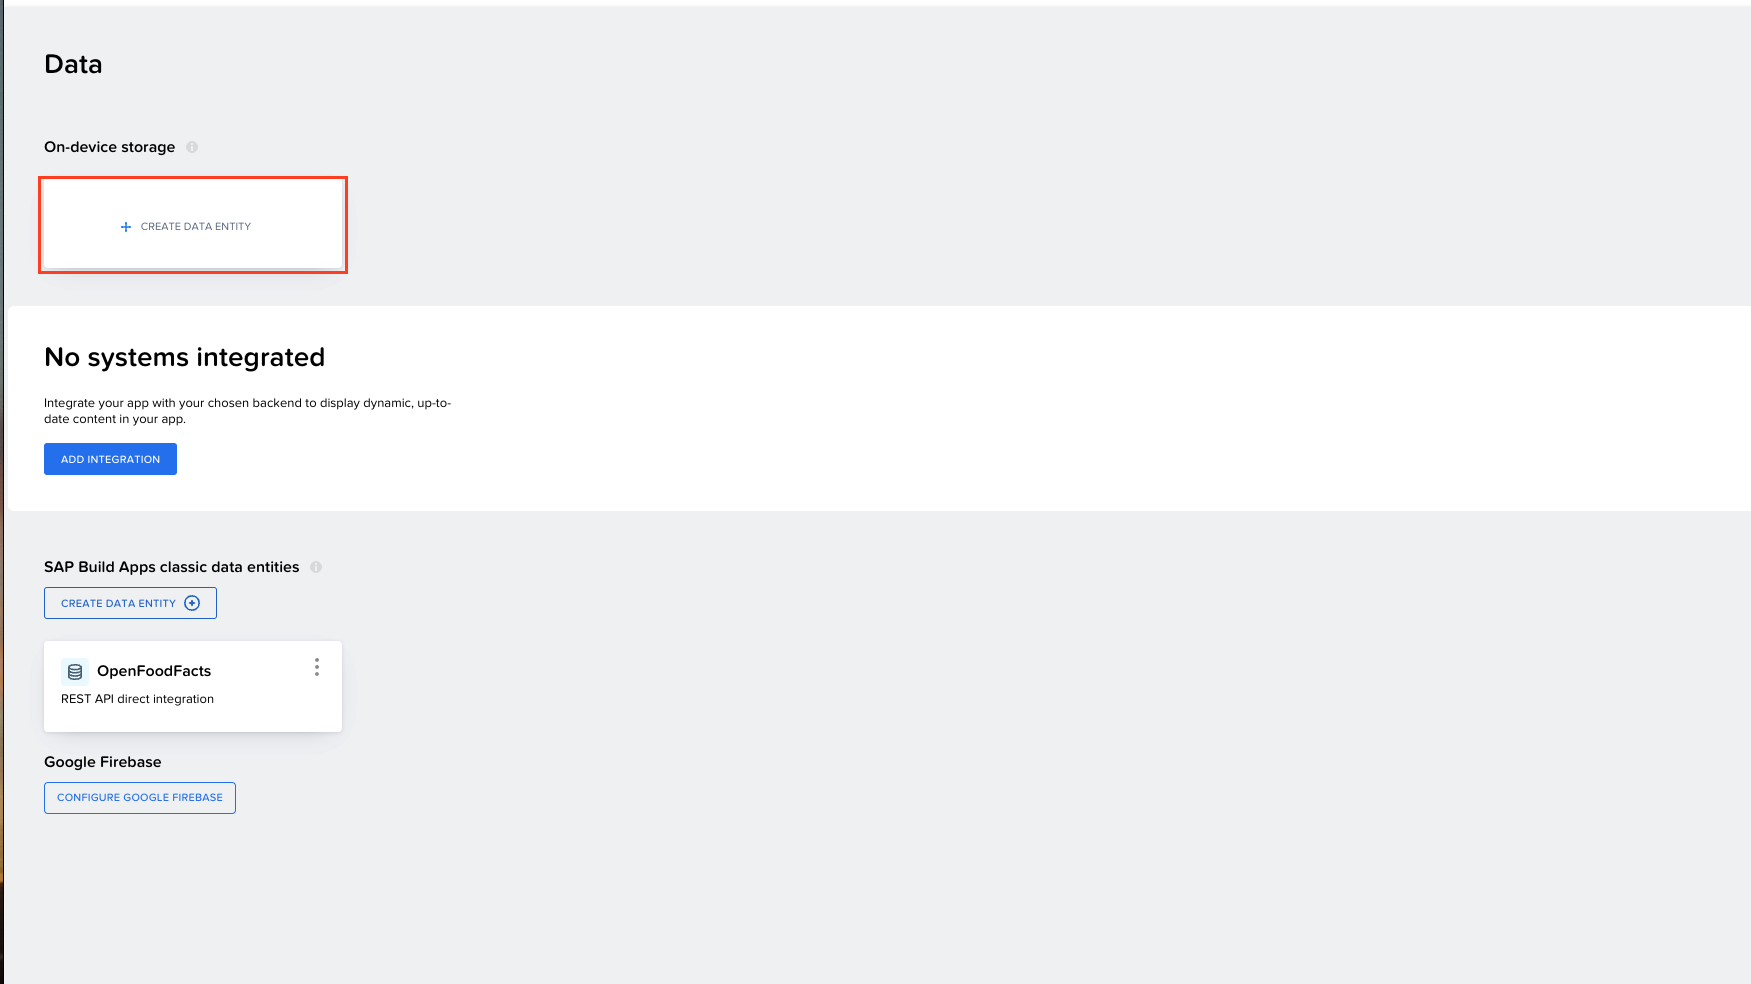 Data
On-device storage
CREATE DATA ENTITY
No systems integrated
Integrate your app with your chosen backend to display dynamic, up-to-
date content in your app.
ADD INTEGRATION
SAP Build Apps classic data entities
CREATE DATA ENTITY
OpenFoodFacts
REST API direct integration
Google Firebase
CONFIGURE GOOGLE FIREBASE